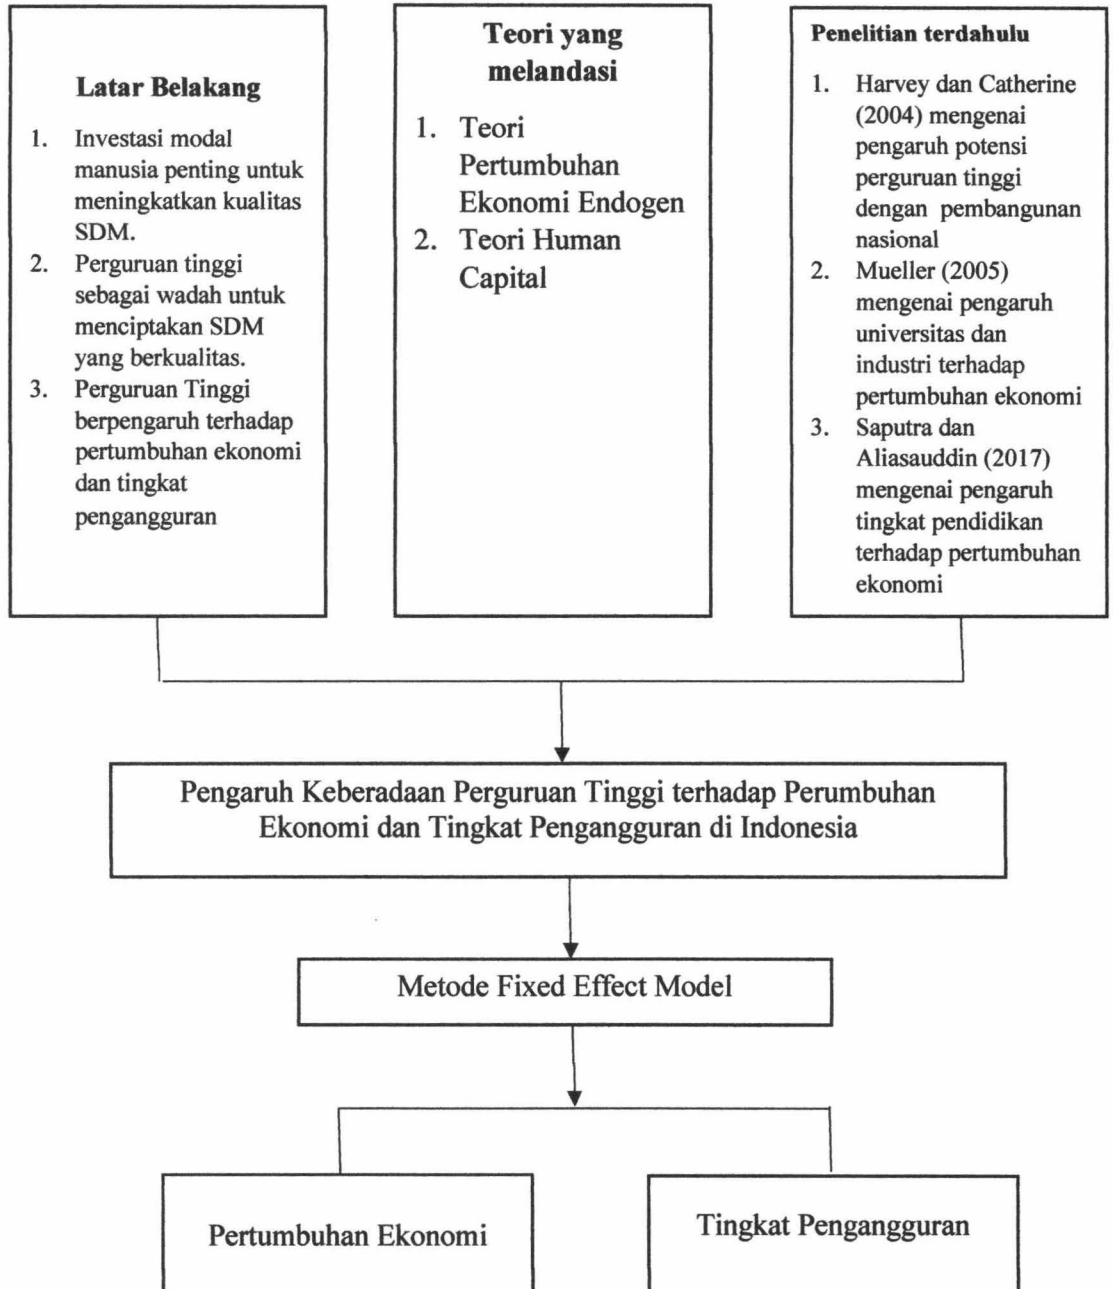 Latar Belakang
1. Investasi modal
manusia penting untuk
meningkatkan kualitas
SDM.
2. Perguruan tinggi
sebagai wadah untuk
menciptakan SDM
yang berkualitas.
3. Perguruan Tinggi
berpengaruh terhadap
pertumbuhan ekonomi
dan tingkat
pengangguran
Teori yang
melandasi
1. Teori
Pertumbuhan
Ekonomi Endogen
2. Teori Human
Capital
Penelitian terdahulu
1. Harvey dan Catherine
(2004) mengenai
pengaruh potensi
perguruan tinggi
dengan pembangunan
nasional
2. Mueller (2005)
mengenai pengaruh
universitas dan
industri terhadap
pertumbuhan ekonomi
3. Saputra dan
Aliasauddin (2017)
mengenai pengaruh
tingkat pendidikan
terhadap pertumbuhan
ekonomi
Pengaruh Keberadaan Perguruan Tinggi terhadap Perumbuhan
Ekonomi dan Tingkat Pengangguran di Indonesia
Metode Fixed Effect Model
Pertumbuhan Ekonomi
Tingkat Pengangguran